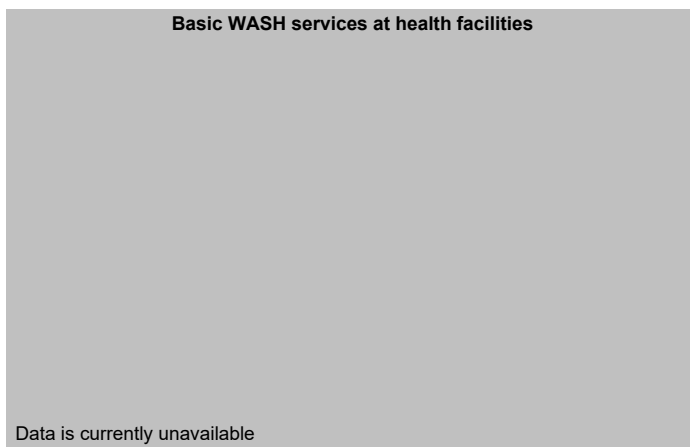 Basic WASH services at health facilities
Data is currently unavailable